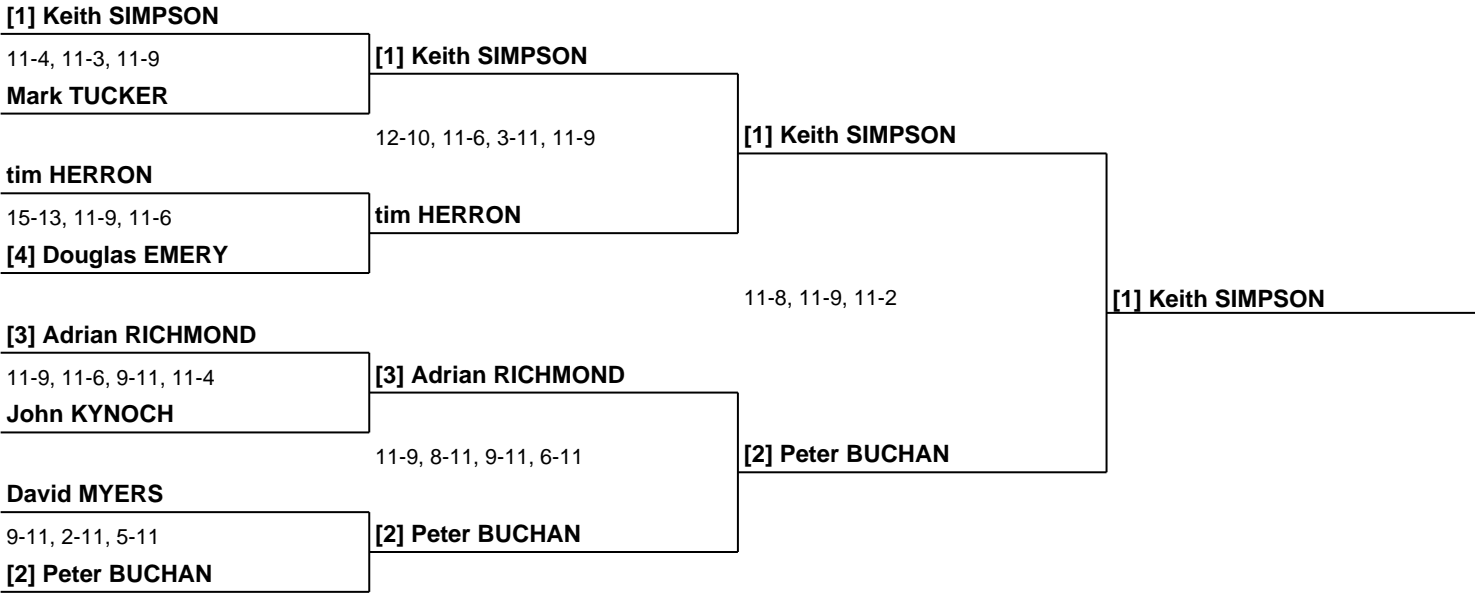 [1] Keith SIMPSON
11-4, 11-3, 11-9
[1] Keith SIMPSON
Mark TUCKER
12-10, 11-6, 3-11, 11-9
[1] Keith SIMPSON
tim HERRON
15-13, 11-9, 11-6
tim HERRON
[4] Douglas EMERY
11-8, 11-9, 11-2
[1] Keith SIMPSON
[3] Adrian RICHMOND
11-9, 11-6, 9-11, 11-4
[3] Adrian RICHMOND
John KYNOCH
11-9, 8-11, 9-11, 6-11
[2] Peter BUCHAN
David MYERS
9-11, 2-11, 5-11
[2] Peter BUCHAN
[2] Peter BUCHAN